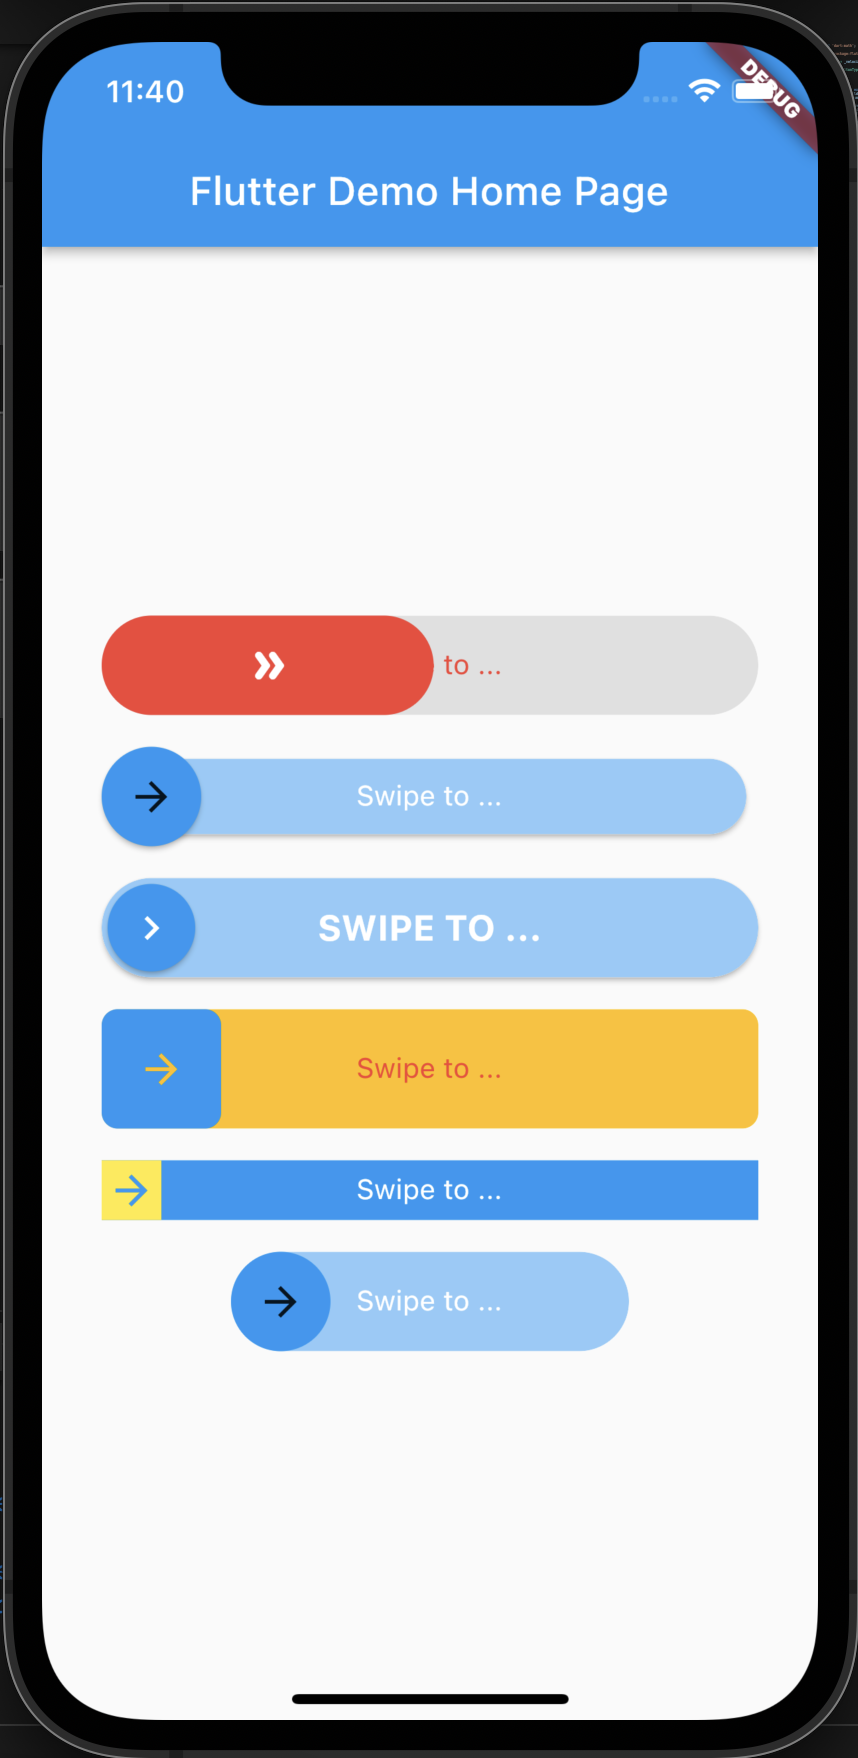 11:40
DEBUG
Flutter Demo Home Page
to ...
Swipe to ...
SWIPE TO ...
Swipe to ...
Swipe to ...
Swipe to ...